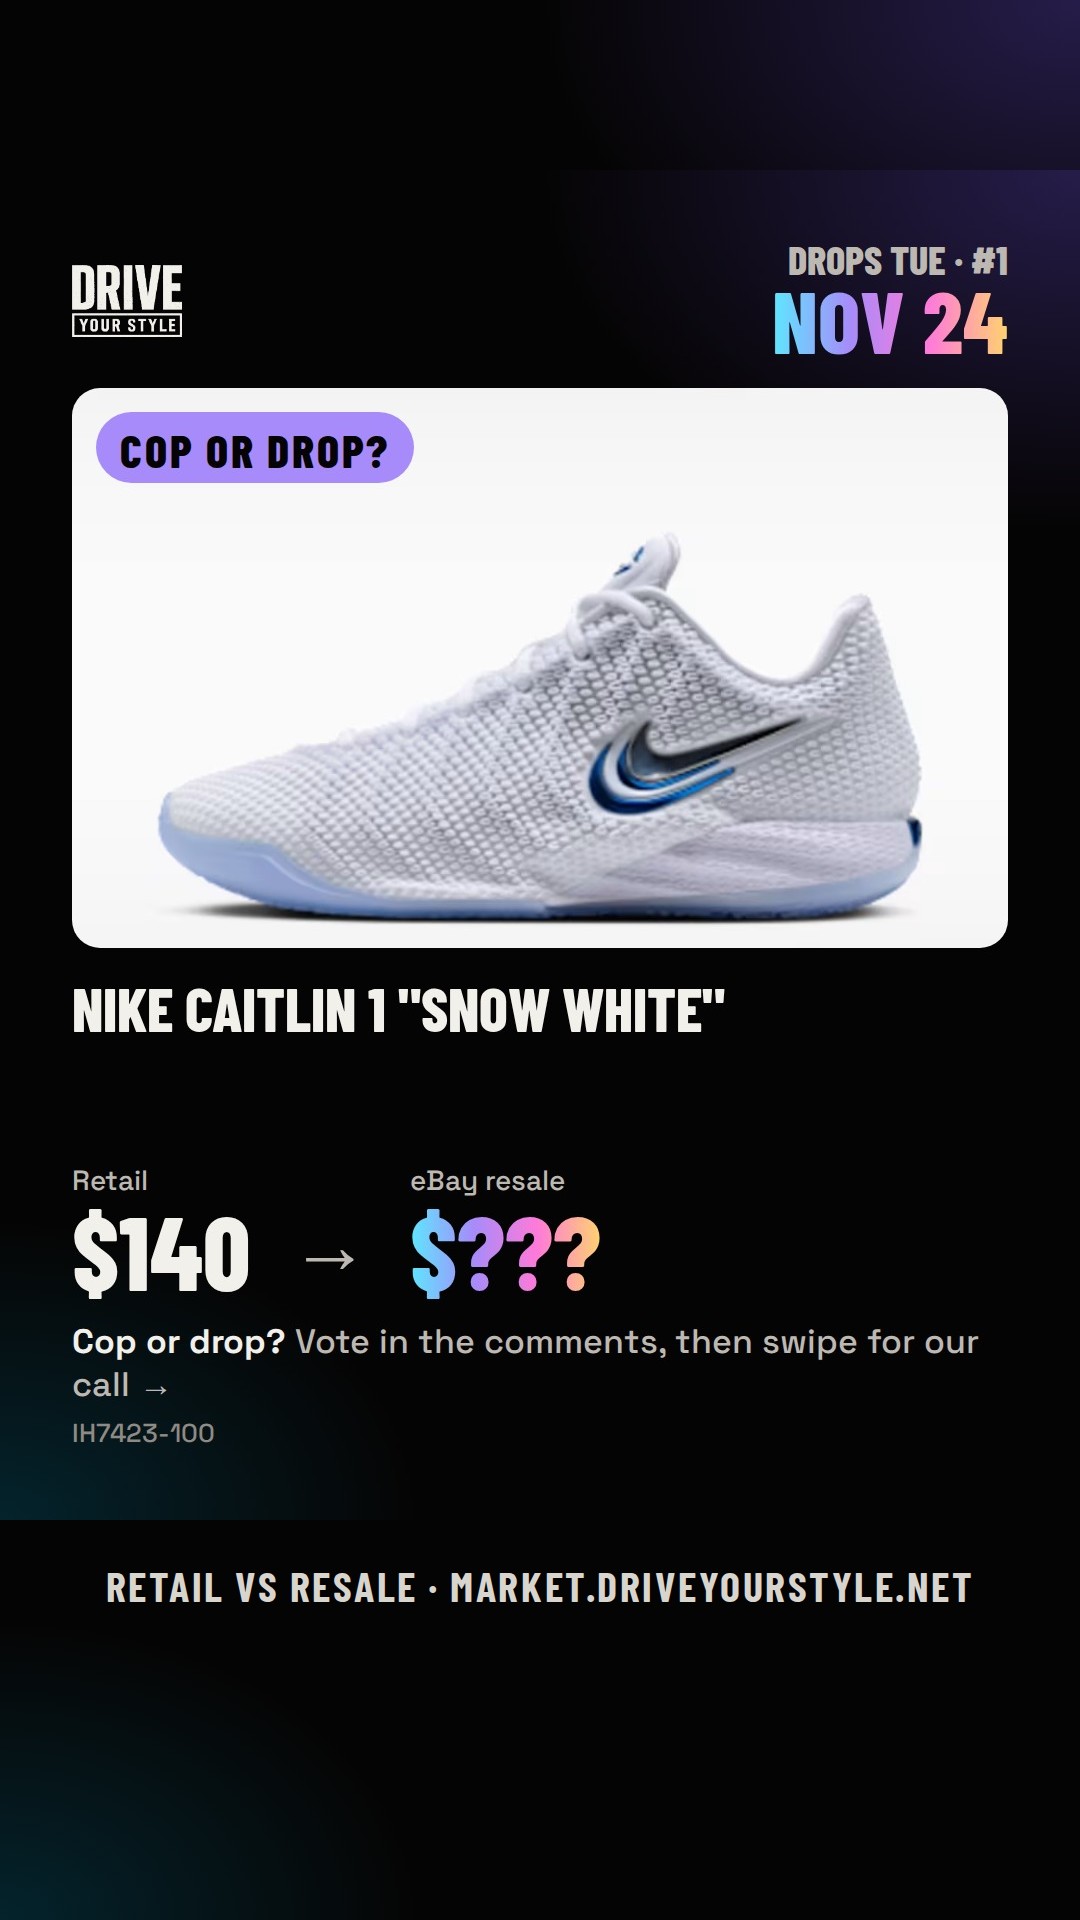 DRIVE
YOUR STYLE
DROPS TUE · #1
NOV 24
COP OR DROP?
NIKE CAITLIN 1 "SNOW WHITE"
Retail
eBay resale
$140 → $???
Cop or drop? Vote in the comments, then swipe for our
call →
IH7423-100
RETAIL VS RESALE · MARKET.DRIVEYOURSTYLE.NET